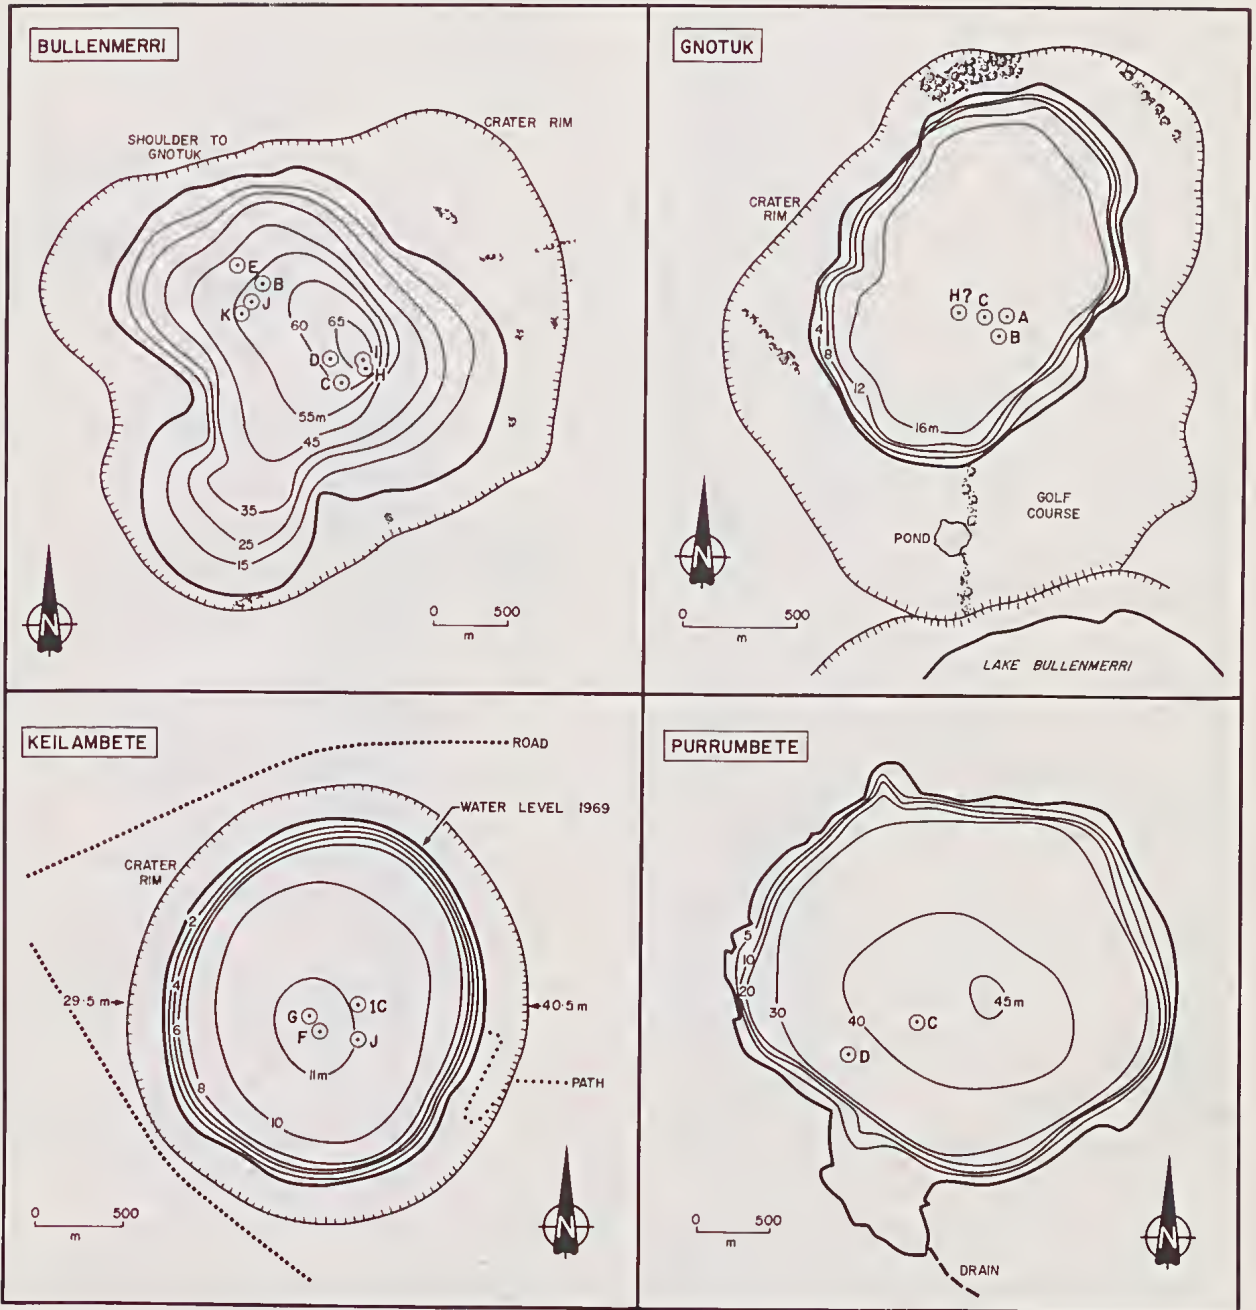 BULLENMERRI
SHOULDER TO
GNOTUK
CRATER RIM
E
B
J
K
60
65
D
I
H
C
55m
45
35
25
15
N
0 500
m
GNOTUK
CRATER
RIM
H?
C
A
B
4
8
12
16m
GOLF
COURSE
POND
N
0 500
m
LAKE BULLENMERRI
KEILAMBETE
ROAD
WATER LEVEL 1969
CRATER
RIM
2
4
6
29·5 m
40·5 m
1C
G
F
J
11m
PATH
8
10
0 500
m
N
PURRUMBETE
5
10
20
30
40
45m
C
D
0 500
m
N
DRAIN